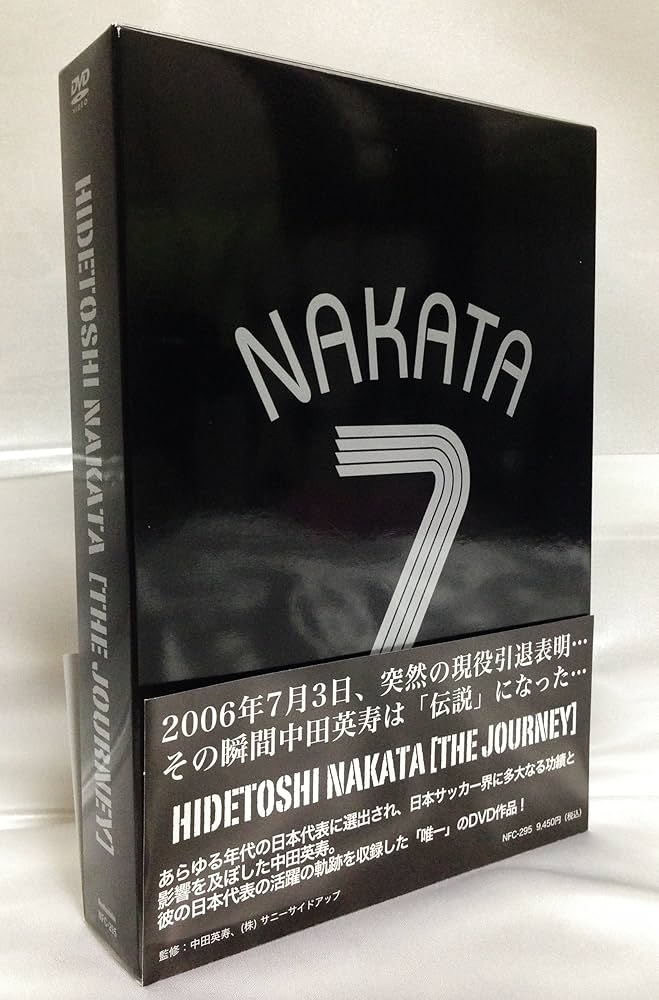 DVD
VIDEO
HIDETOSHI NAKATA [THE JOURNEY]
NFC-295
NAKATA
7
2006年7月3日、突然の現役引退表明…
その瞬間中田英寿は「伝説」になった…
HIDETOSHI NAKATA [THE JOURNEY]
あらゆる年代の日本代表に選出され、日本サッカー界に多大なる功績と
影響を及ぼした中田英寿。
彼の日本代表の活躍の軌跡を収録した「唯一」のDVD作品!
NFC-295 9,450円(税込)
監修:中田英寿、(株)サニーサイドアップ